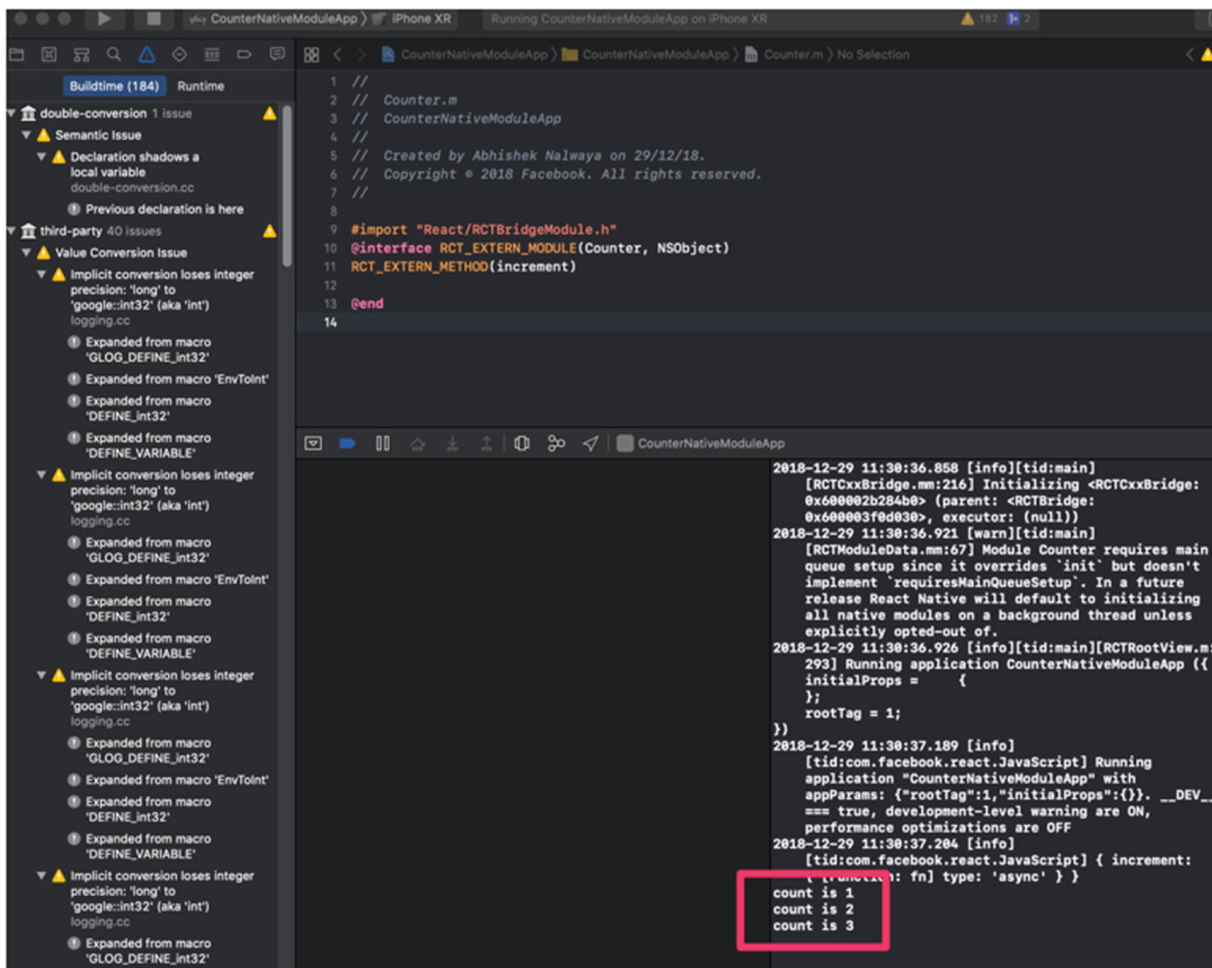 CounterNativeModuleApp
iPhone XR
Running CounterNativeModuleApp on iPhone XR
182
2
Buildtime (184)
Runtime
CounterNativeModuleApp
CounterNativeModuleApp
Counter.m
No Selection
double-conversion 1 issue
Semantic Issue
Declaration shadows a
local variable
double-conversion.cc
Previous declaration is here
third-party 40 issues
Value Conversion Issue
Implicit conversion loses integer
precision: 'long' to
'google::int32' (aka 'int')
logging.cc
Expanded from macro
'GLOG_DEFINE_int32'
Expanded from macro 'EnvToInt'
Expanded from macro
'DEFINE_int32'
Expanded from macro
'DEFINE_VARIABLE'
Implicit conversion loses integer
precision: 'long' to
'google::int32' (aka 'int')
logging.cc
Expanded from macro
'GLOG_DEFINE_int32'
Expanded from macro 'EnvToInt'
Expanded from macro
'DEFINE_int32'
Expanded from macro
'DEFINE_VARIABLE'
Implicit conversion loses integer
precision: 'long' to
'google::int32' (aka 'int')
logging.cc
Expanded from macro
'GLOG_DEFINE_int32'
Expanded from macro 'EnvToInt'
Expanded from macro
'DEFINE_int32'
Expanded from macro
'DEFINE_VARIABLE'
Implicit conversion loses integer
precision: 'long' to
'google::int32' (aka 'int')
logging.cc
Expanded from macro
'GLOG_DEFINE_int32'
1 //
2 // Counter.m
3 // CounterNativeModuleApp
4 //
5 // Created by Abhishek Nalwaya on 29/12/18.
6 // Copyright © 2018 Facebook. All rights reserved.
7 //
8
9 #import "React/RCTBridgeModule.h"
10 @interface RCT_EXTERN_MODULE(Counter, NSObject)
11 RCT_EXTERN_METHOD(increment)
12
13 @end
14
CounterNativeModuleApp
2018-12-29 11:30:36.858 [info][tid:main]
[RCTCxxBridge.mm:216] Initializing <RCTCxxBridge:
0x600002b284b0> (parent: <RCTBridge:
0x600003f0d030>, executor: (null))
2018-12-29 11:30:36.921 [warn][tid:main]
[RCTModuleData.mm:67] Module Counter requires main
queue setup since it overrides `init` but doesn't
implement `requiresMainQueueSetup`. In a future
release React Native will default to initializing
all native modules on a background thread unless
explicitly opted-out of.
2018-12-29 11:30:36.926 [info][tid:main][RCTRootView.m:
293] Running application CounterNativeModuleApp ({
initialProps = {
};
rootTag = 1;
})
2018-12-29 11:30:37.189 [info]
[tid:com.facebook.react.JavaScript] Running
application "CounterNativeModuleApp" with
appParams: {"rootTag":1,"initialProps":{}}. __DEV__
=== true, development-level warning are ON,
performance optimizations are OFF
2018-12-29 11:30:37.204 [info]
[tid:com.facebook.react.JavaScript] { increment:
{ [Function: fn] type: 'async' } }
count is 1
count is 2
count is 3